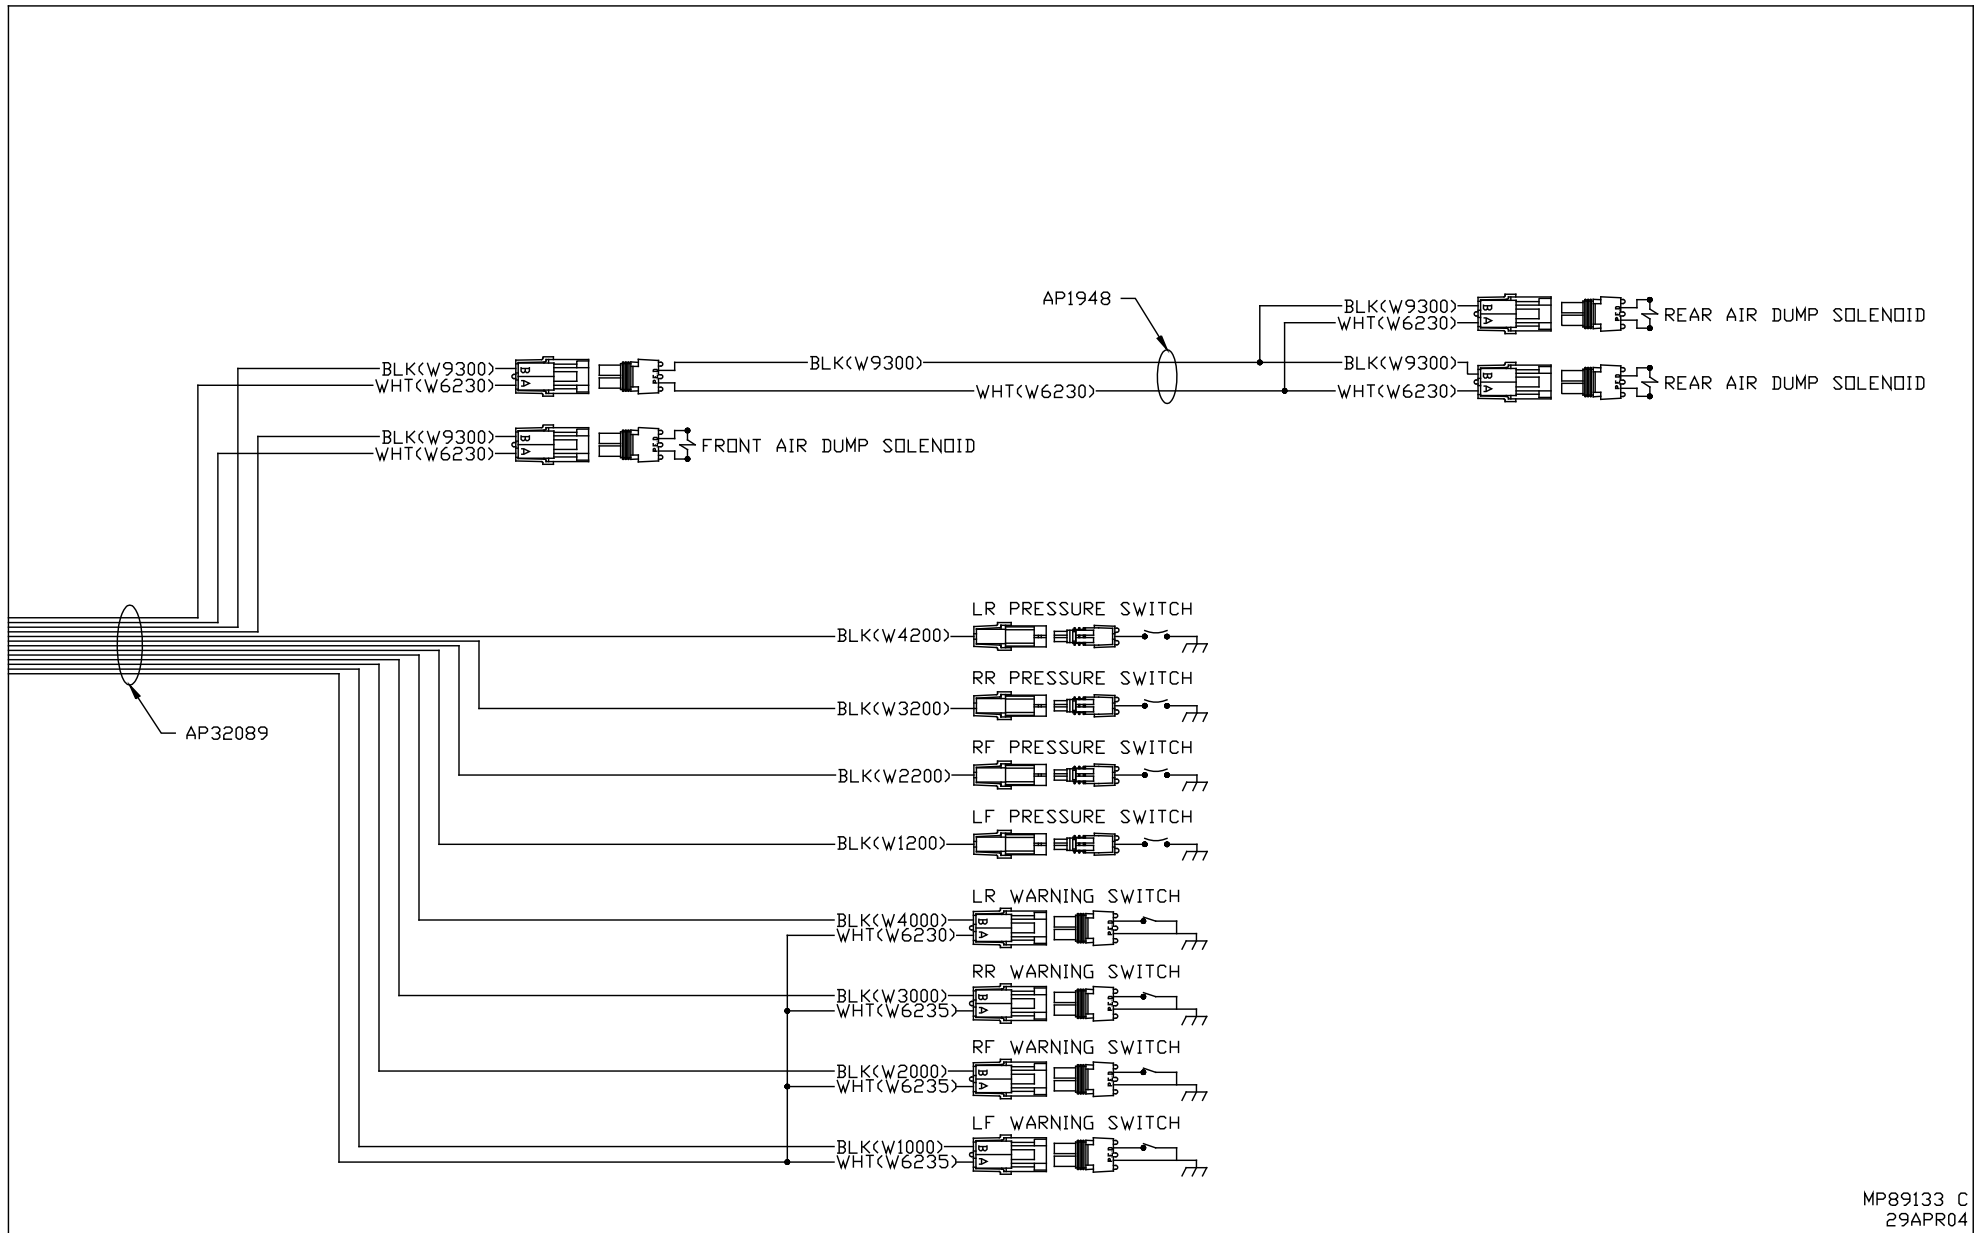 AP1948
BLK(W9300)
WHT(W6230)
B
A
REAR AIR DUMP SOLENOID
BLK(W9300)
WHT(W6230)
B
A
BLK(W9300)
WHT(W6230)
BLK(W9300)
WHT(W6230)
B
A
REAR AIR DUMP SOLENOID
BLK(W9300)
WHT(W6230)
B
A
FRONT AIR DUMP SOLENOID
LR PRESSURE SWITCH
BLK(W4200)
RR PRESSURE SWITCH
BLK(W3200)
AP32089
RF PRESSURE SWITCH
BLK(W2200)
LF PRESSURE SWITCH
BLK(W1200)
LR WARNING SWITCH
BLK(W4000)
WHT(W6230)
B
A
RR WARNING SWITCH
BLK(W3000)
WHT(W6235)
B
A
RF WARNING SWITCH
BLK(W2000)
WHT(W6235)
B
A
LF WARNING SWITCH
BLK(W1000)
WHT(W6235)
B
A
MP89133 C
29APR04